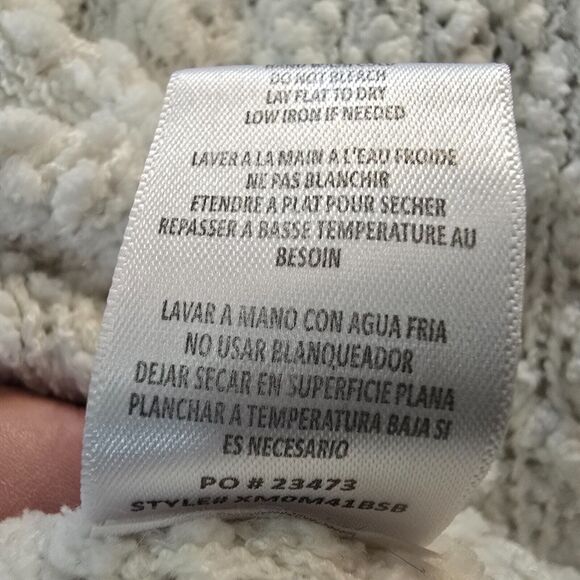 DO NOT BLEACH
LAY FLAT TO DRY
LOW IRON IF NEEDED
LAVER A LA MAIN A L'EAU FROIDE
NE PAS BLANCHIR
ETENDRE A PLAT POUR SECHER
REPASSER A BASSE TEMPERATURE AU
BESOIN
LAVAR A MANO CON AGUA FRIA
NO USAR BLANQUEADOR
DEJAR SECAR EN SUPERFICIE PLANA
PLANCHAR A TEMPERATURA BAJA SI
ES NECESARIO
PO # 23473
STYLE# XM0M41BSB